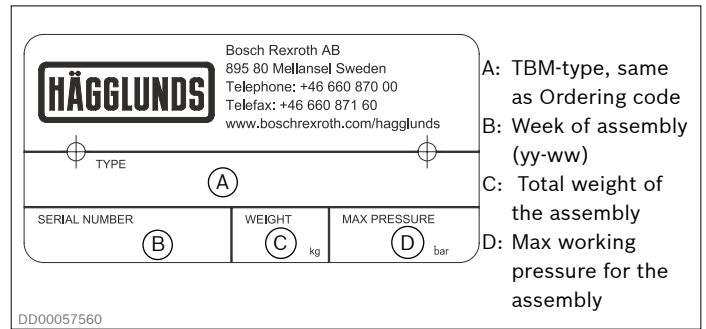 HÄGGLUNDS
Bosch Rexroth AB
895 80 Mellansel Sweden
Telephone: +46 660 870 00
Telefax: +46 660 871 60
www.boschrexroth.com/hagglunds
TYPE
A
SERIAL NUMBER
B
WEIGHT
C
kg
MAX PRESSURE
D
bar
A: TBM-type, same
as Ordering code
B: Week of assembly
(yy-ww)
C: Total weight of
the assembly
D: Max working
pressure for the
assembly
DD00057560